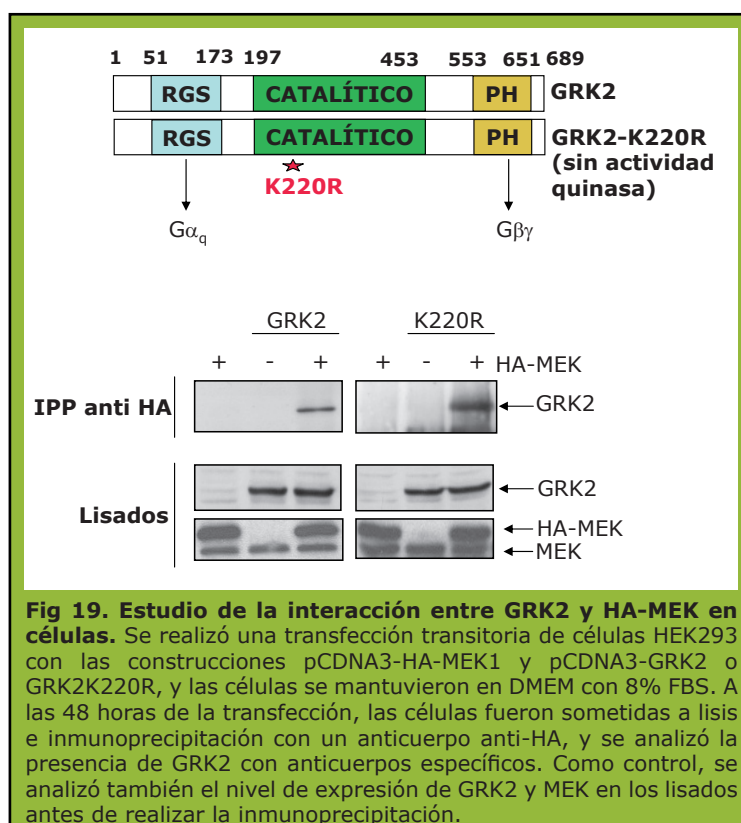 1 51 173 197 453 553 651 689
RGS CATALÍTICO PH GRK2
RGS CATALÍTICO PH GRK2-K220R
(sin actividad
quinasa)
K220R
Gαq Gβγ
GRK2 K220R
+ - + + - + HA-MEK
IPP anti HA GRK2
Lisados GRK2
HA-MEK
MEK
Fig 19. Estudio de la interacción entre GRK2 y HA-MEK en
células. Se realizó una transfección transitoria de células HEK293
con las construcciones pCDNA3-HA-MEK1 y pCDNA3-GRK2 o
GRK2K220R, y las células se mantuvieron en DMEM con 8% FBS. A
las 48 horas de la transfección, las células fueron sometidas a lisis
e inmunoprecipitación con un anticuerpo anti-HA, y se analizó la
presencia de GRK2 con anticuerpos específicos. Como control, se
analizó también el nivel de expresión de GRK2 y MEK en los lisados
antes de realizar la inmunoprecipitación.